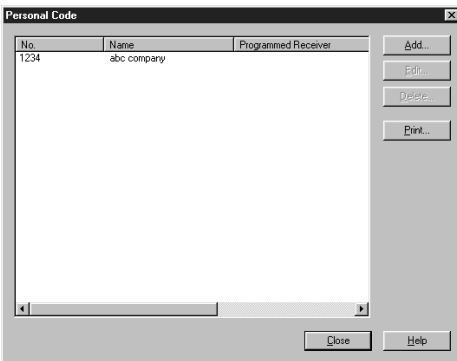 Personal Code
No. Name Programmed Receiver
1234 abc company
Add...
Edit...
Delete...
Print...
Close Help